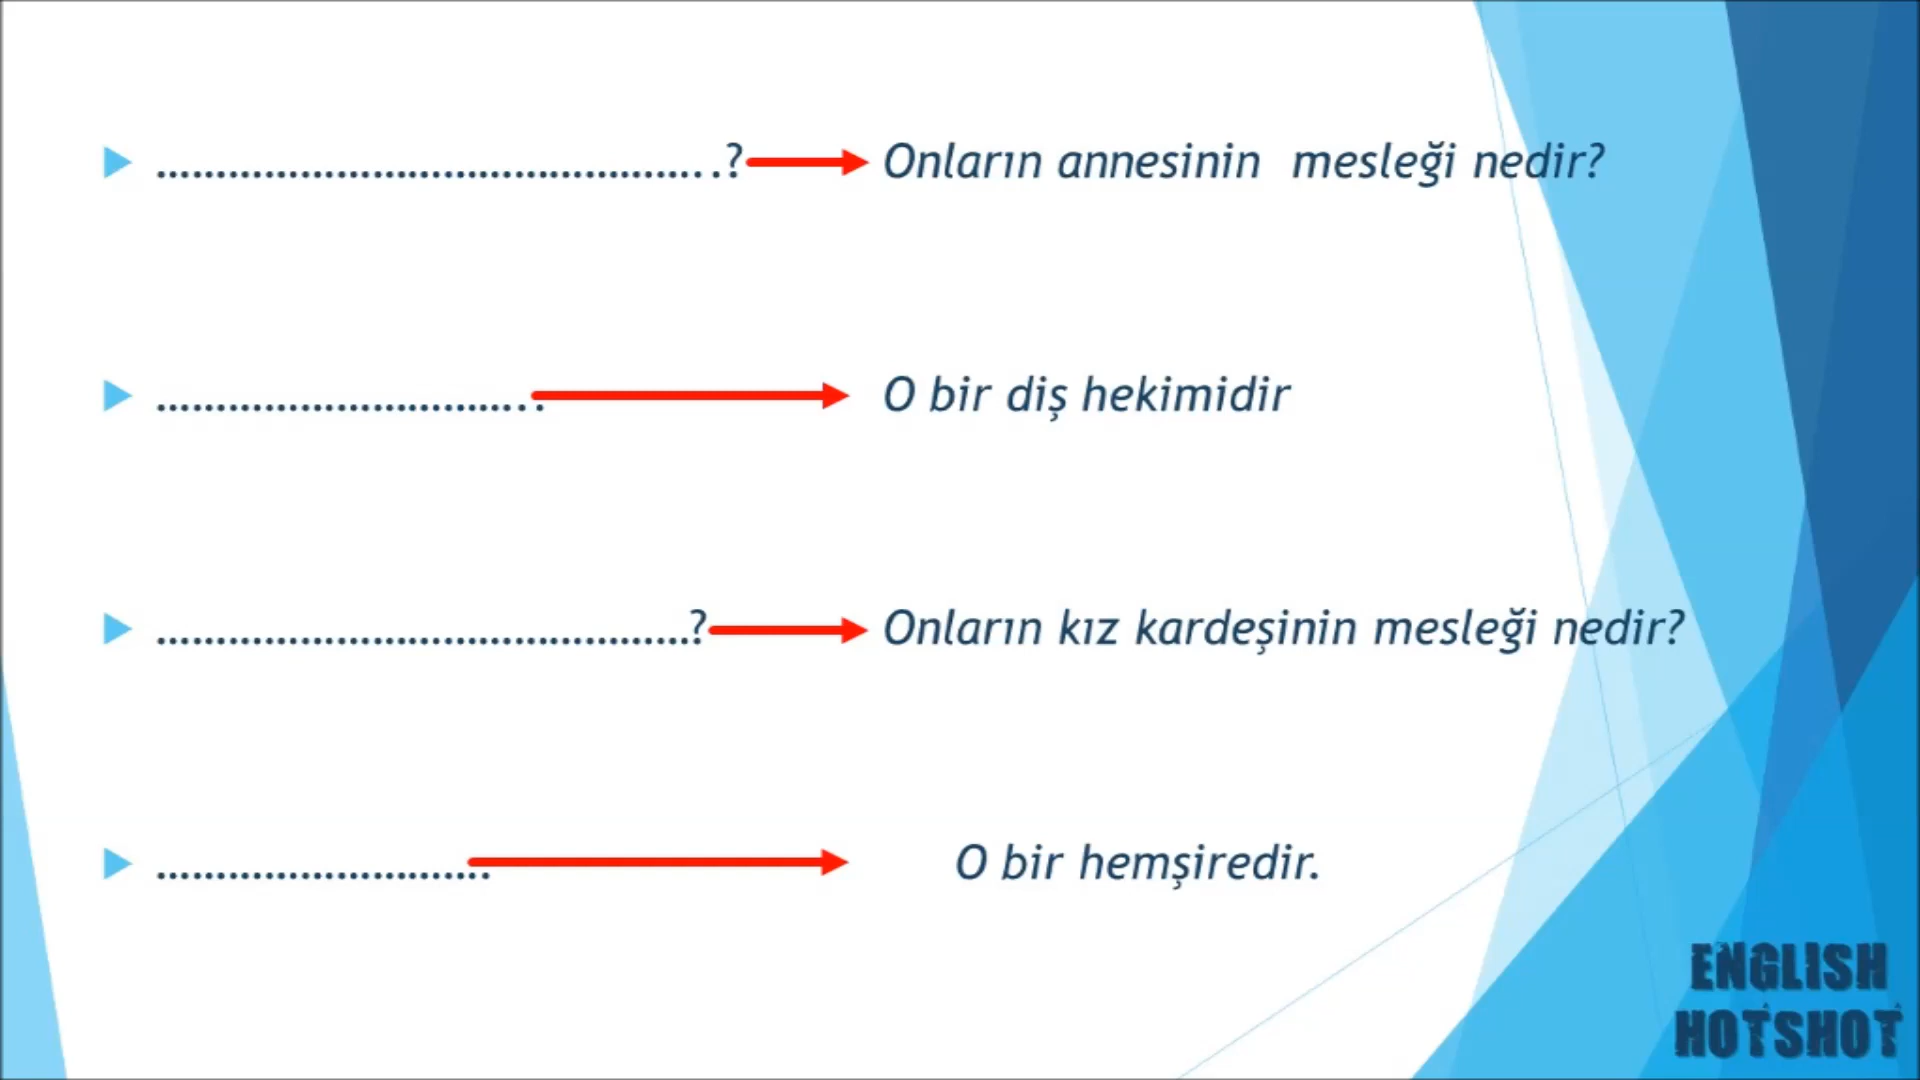 …………………………………………..? Onların annesinin mesleği nedir?
…………………………... O bir diş hekimidir
………………………………………? Onların kız kardeşinin mesleği nedir?
……………………….. O bir hemşiredir.
ENGLISH
HOTSHOT